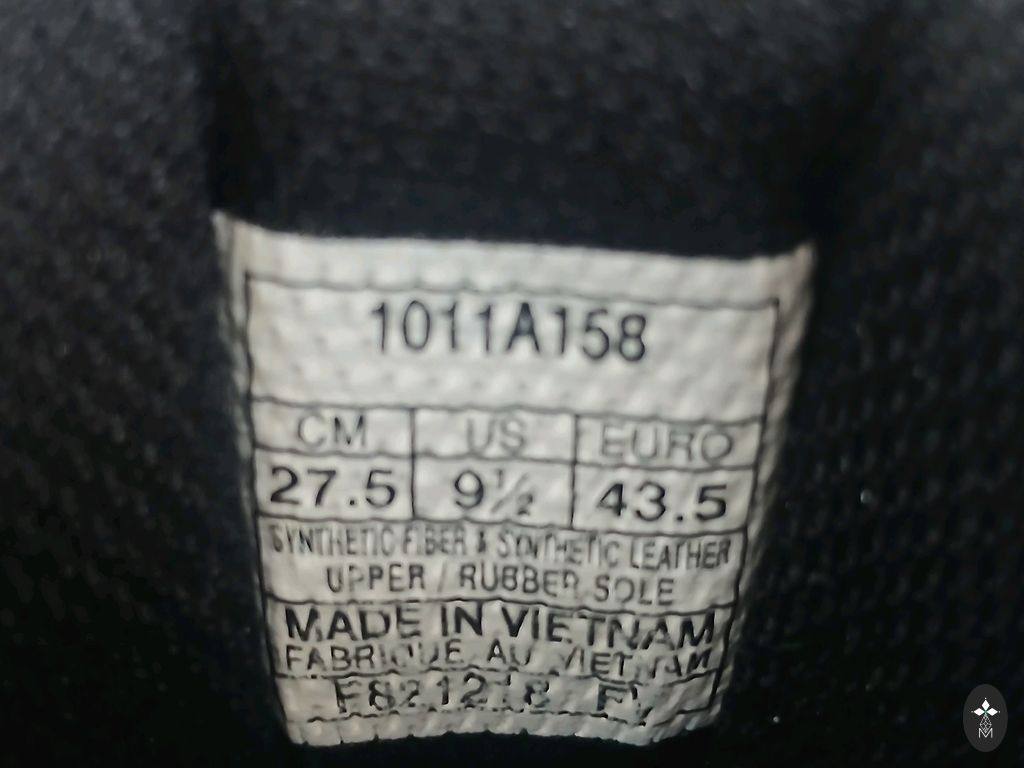 1011A158
CM US EURO
27.5 9½ 43.5
SYNTHETIC FIBER & SYNTHETIC LEATHER
UPPER / RUBBER SOLE
MADE IN VIETNAM
FABRIQUE AU VIETNAM
M